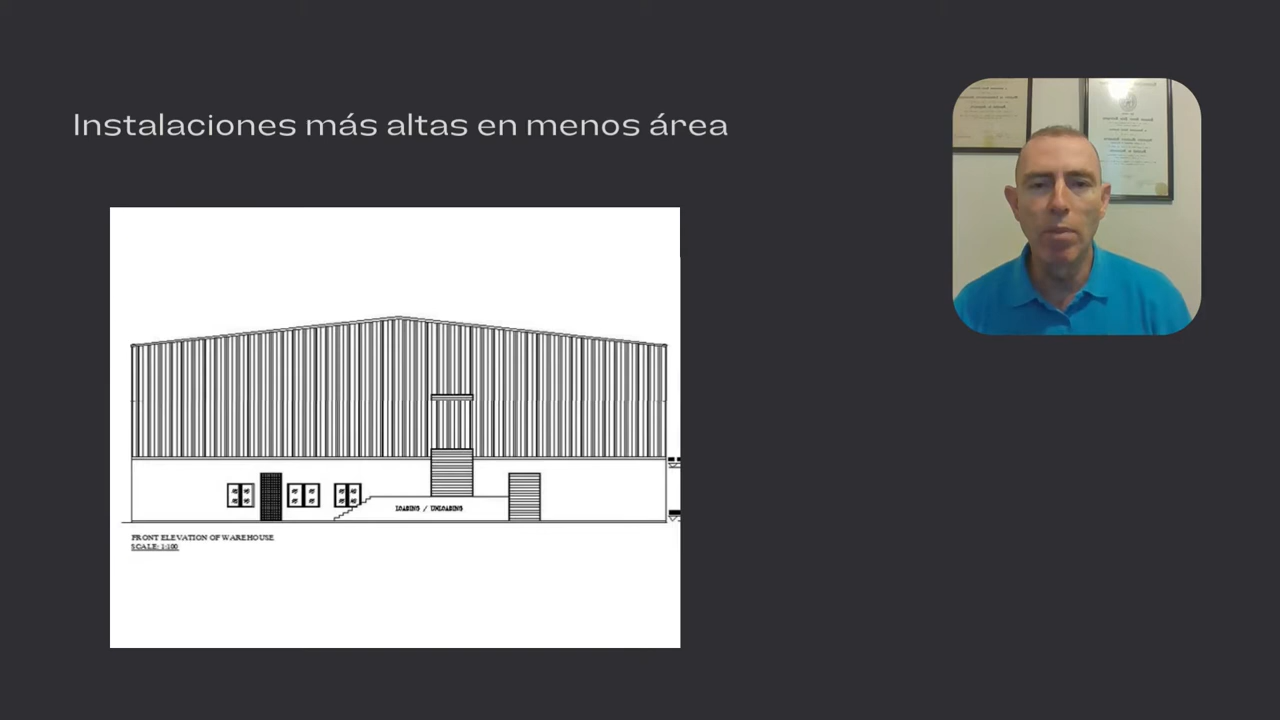 Instalaciones más altas en menos área
LOADING / UNLOADING
FRONT ELEVATION OF WAREHOUSE
SCALE: 1:100